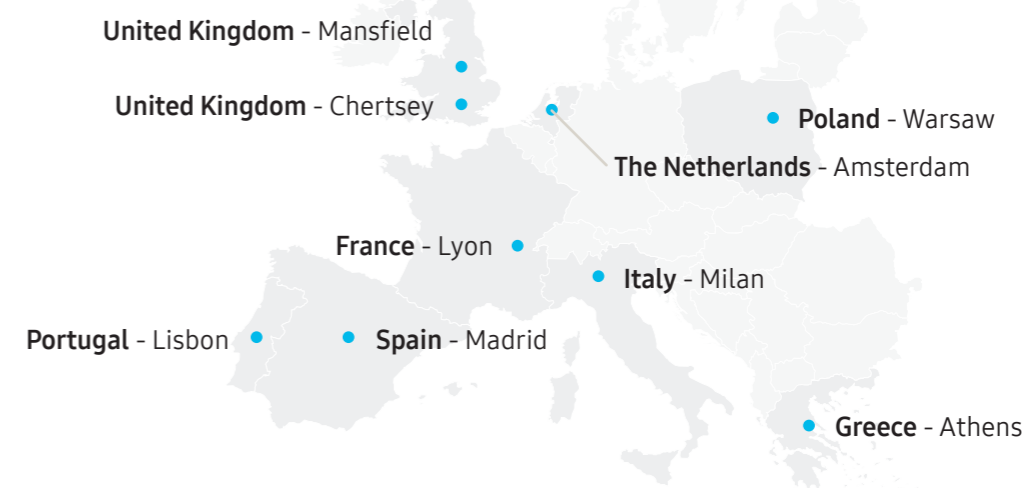 United Kingdom - Mansfield
United Kingdom - Chertsey
Poland - Warsaw
The Netherlands - Amsterdam
France - Lyon
Italy - Milan
Portugal - Lisbon
Spain - Madrid
Greece - Athens